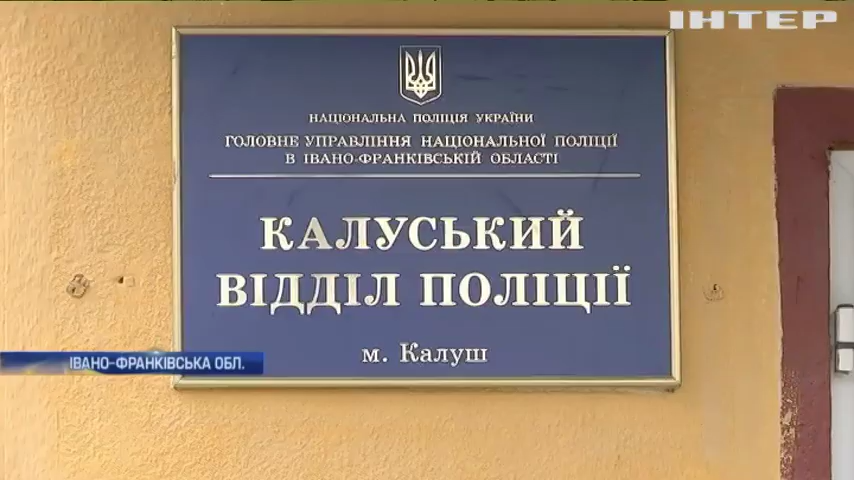 ІНТЕР
НАЦІОНАЛЬНА ПОЛІЦІЯ УКРАЇНИ
ГОЛОВНЕ УПРАВЛІННЯ НАЦІОНАЛЬНОЇ ПОЛІЦІЇ
В ІВАНО-ФРАНКІВСЬКІЙ ОБЛАСТІ
КАЛУСЬКИЙ
ВІДДІЛ ПОЛІЦІЇ
м. Калуш
ІВАНО-ФРАНКІВСЬКА ОБЛ.